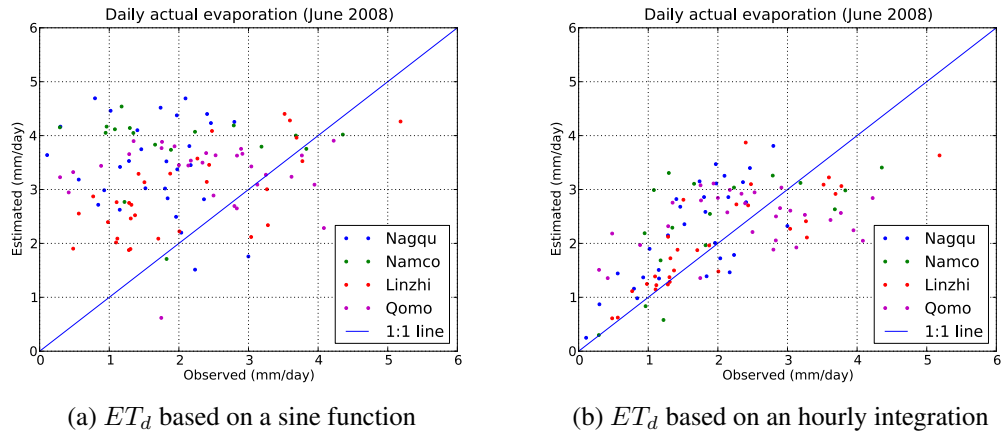 Daily actual evaporation (June 2008)
6
5
4
3
2
1
0
Estimated (mm/day)
0 1 2 3 4 5 6
Observed (mm/day)
Nagqu
Namco
Linzhi
Qomo
1:1 line
(a) ET_d based on a sine function
Daily actual evaporation (June 2008)
6
5
4
3
2
1
0
Estimated (mm/day)
0 1 2 3 4 5 6
Observed (mm/day)
Nagqu
Namco
Linzhi
Qomo
1:1 line
(b) ET_d based on an hourly integration